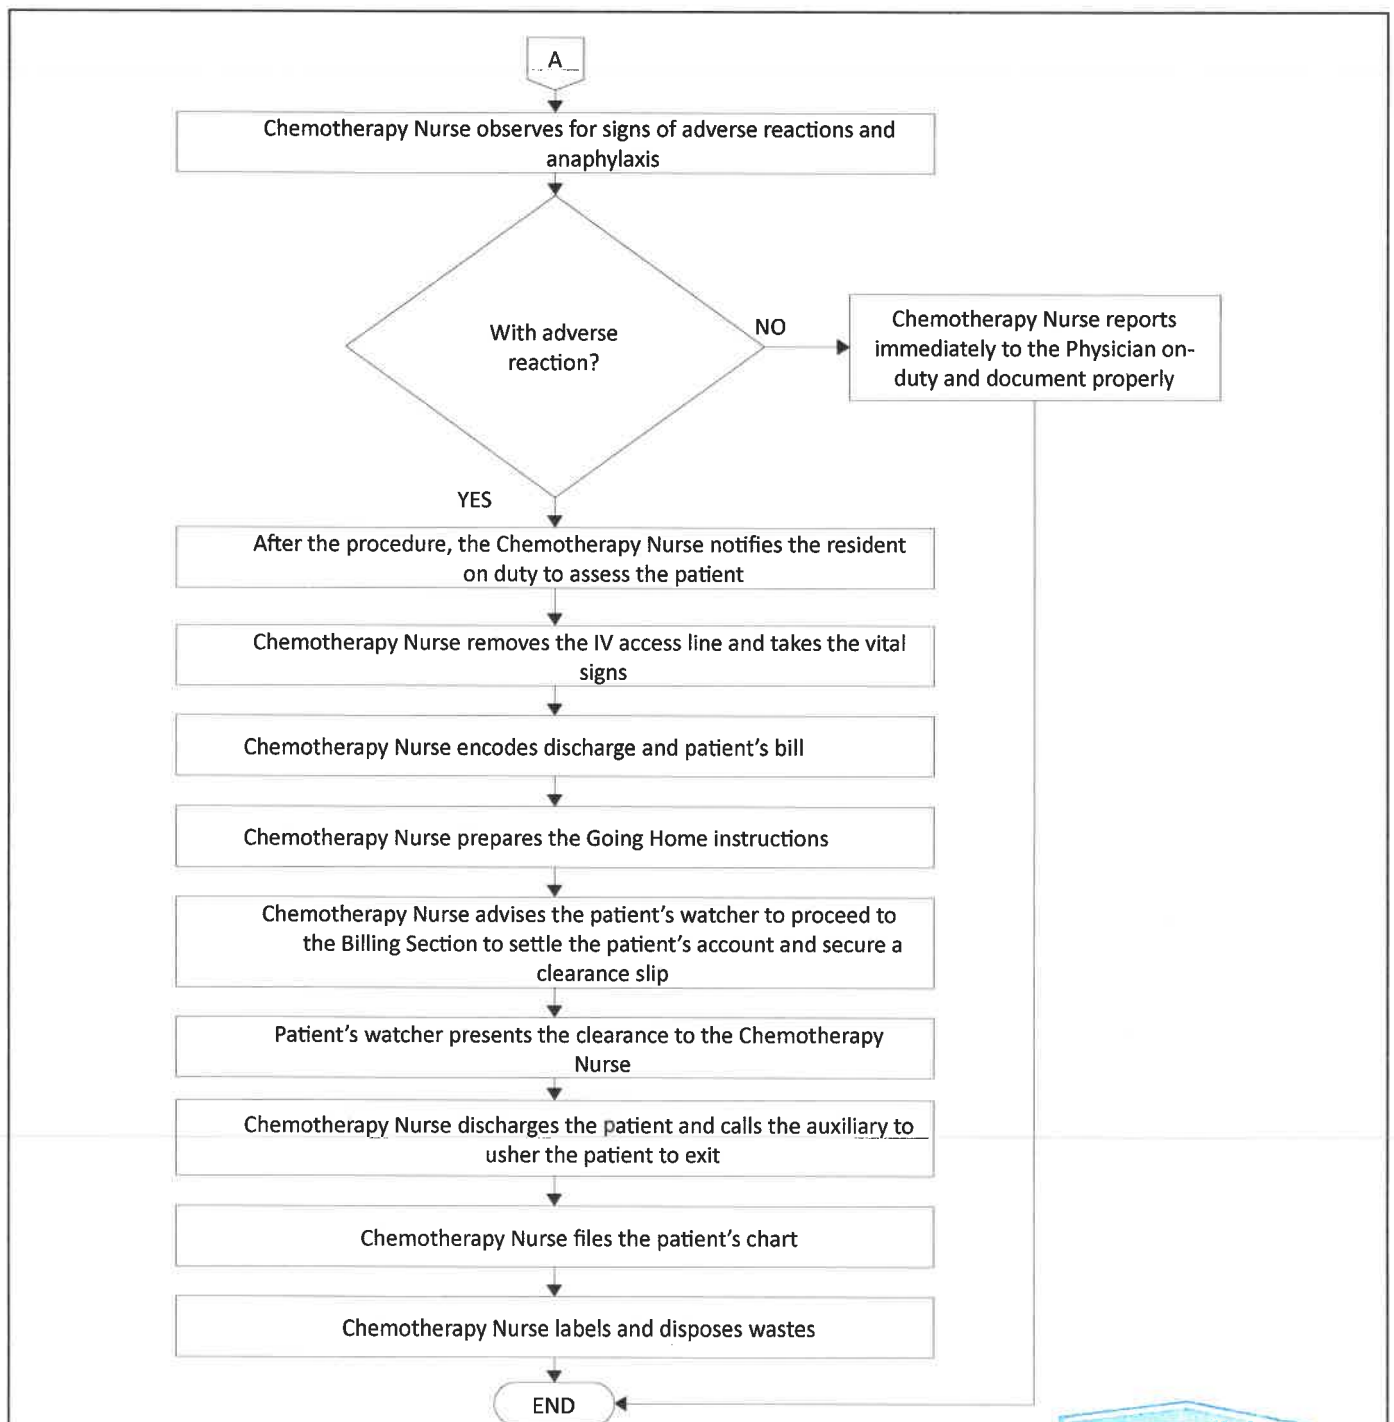 A
Chemotherapy Nurse observes for signs of adverse reactions and
anaphylaxis
With adverse
reaction?
NO
Chemotherapy Nurse reports
immediately to the Physician on-
duty and document properly
YES
After the procedure, the Chemotherapy Nurse notifies the resident
on duty to assess the patient
Chemotherapy Nurse removes the IV access line and takes the vital
signs
Chemotherapy Nurse encodes discharge and patient's bill
Chemotherapy Nurse prepares the Going Home instructions
Chemotherapy Nurse advises the patient's watcher to proceed to
the Billing Section to settle the patient's account and secure a
clearance slip
Patient's watcher presents the clearance to the Chemotherapy
Nurse
Chemotherapy Nurse discharges the patient and calls the auxiliary to
usher the patient to exit
Chemotherapy Nurse files the patient's chart
Chemotherapy Nurse labels and disposes wastes
END